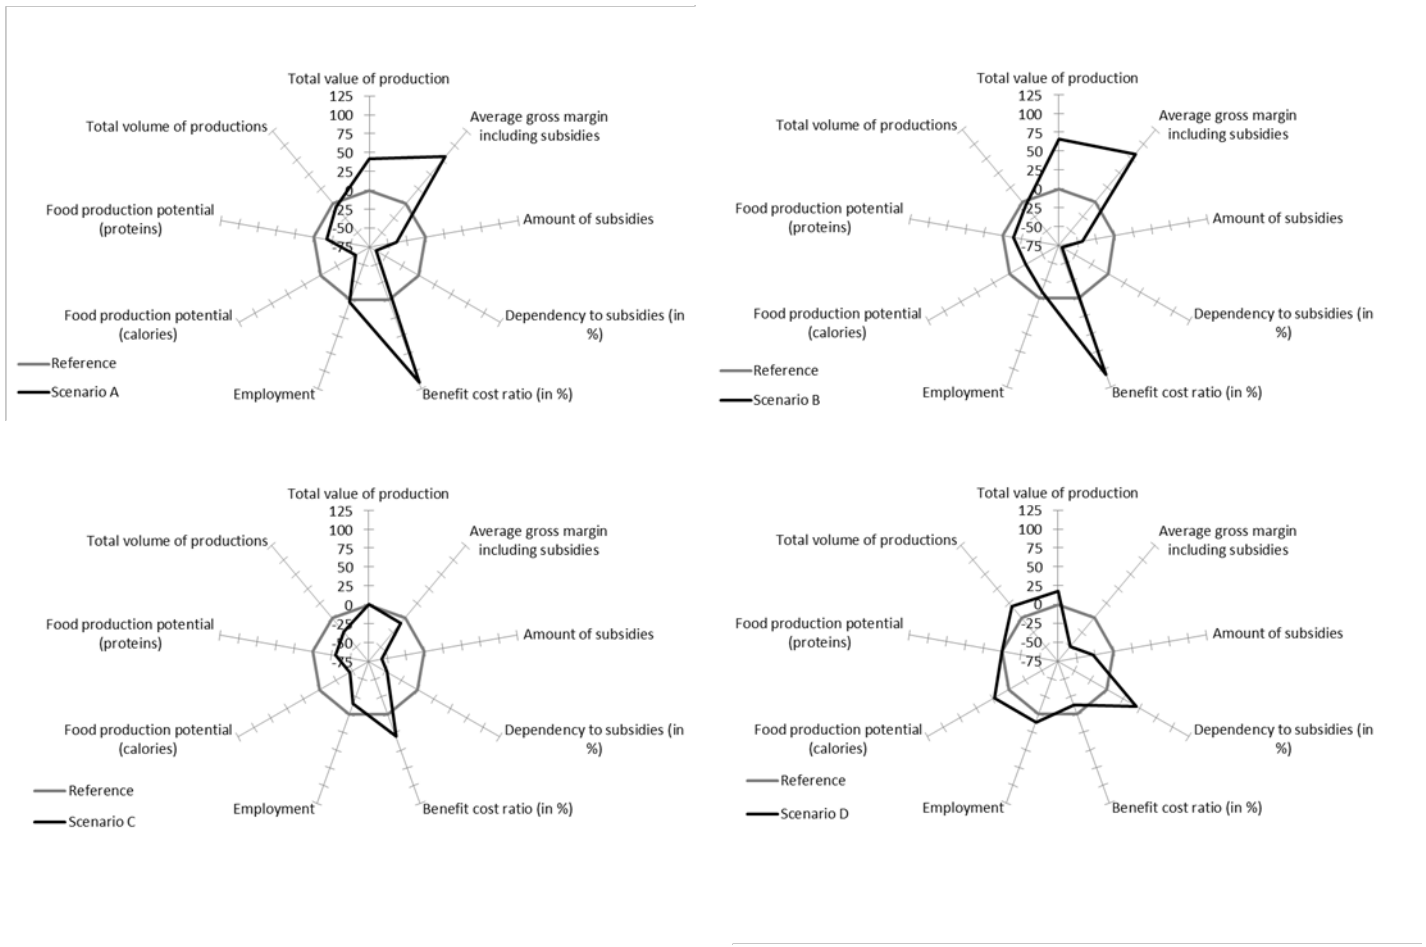 Total value of production
125
100
75
50
25
0
-25
-50
-75
Average gross margin
including subsidies
Amount of subsidies
Dependency to subsidies (in
%)
Benefit cost ratio (in %)
Employment
Food production potential
(calories)
Food production potential
(proteins)
Total volume of productions
Reference
Scenario A
Total value of production
125
100
75
50
25
0
-25
-50
-75
Average gross margin
including subsidies
Amount of subsidies
Dependency to subsidies (in
%)
Benefit cost ratio (in %)
Employment
Food production potential
(calories)
Food production potential
(proteins)
Total volume of productions
Reference
Scenario B
Total value of production
125
100
75
50
25
0
-25
-50
-75
Average gross margin
including subsidies
Amount of subsidies
Dependency to subsidies (in
%)
Benefit cost ratio (in %)
Employment
Food production potential
(calories)
Food production potential
(proteins)
Total volume of productions
Reference
Scenario C
Total value of production
125
100
75
50
25
0
-25
-50
-75
Average gross margin
including subsidies
Amount of subsidies
Dependency to subsidies (in
%)
Benefit cost ratio (in %)
Employment
Food production potential
(calories)
Food production potential
(proteins)
Total volume of productions
Reference
Scenario D